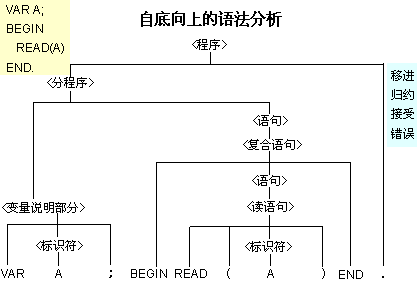 VAR A;
BEGIN
READ(A)
END.
自底向上的语法分析
<程序>
<分程序>
移进
归约
接受
错误
<语句>
<复合语句>
<语句>
<变量说明部分>
<读语句>
<标识符>
<标识符>
VAR A ; BEGIN READ ( A ) END .